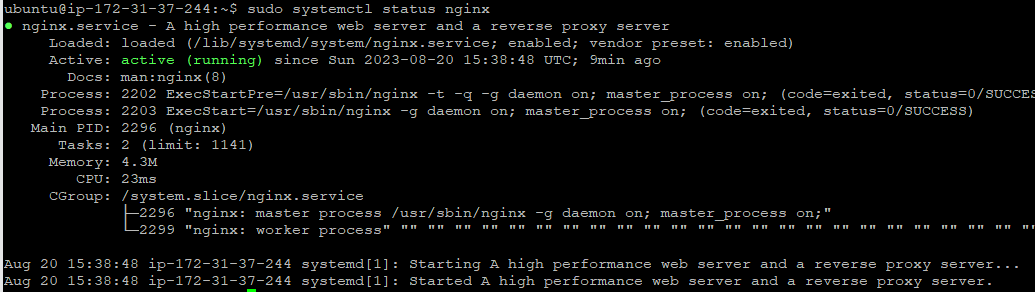 ubuntu@ip-172-31-37-244:~$ sudo systemctl status nginx
● nginx.service - A high performance web server and a reverse proxy server
     Loaded: loaded (/lib/systemd/system/nginx.service; enabled; vendor preset: enabled)
     Active: active (running) since Sun 2023-08-20 15:38:48 UTC; 9min ago
       Docs: man:nginx(8)
    Process: 2202 ExecStartPre=/usr/sbin/nginx -t -q -g daemon on; master_process on; (code=exited, status=0/SUCCES
    Process: 2203 ExecStart=/usr/sbin/nginx -g daemon on; master_process on; (code=exited, status=0/SUCCESS)
   Main PID: 2296 (nginx)
      Tasks: 2 (limit: 1141)
     Memory: 4.3M
        CPU: 23ms
     CGroup: /system.slice/nginx.service
             ├─2296 "nginx: master process /usr/sbin/nginx -g daemon on; master_process on;"
             └─2299 "nginx: worker process" "" "" "" "" "" "" "" "" "" "" "" "" "" "" "" "" "" "" "" "" "" "" "" ""
Aug 20 15:38:48 ip-172-31-37-244 systemd[1]: Starting A high performance web server and a reverse proxy server...
Aug 20 15:38:48 ip-172-31-37-244 systemd[1]: Started A high performance web server and a reverse proxy server.